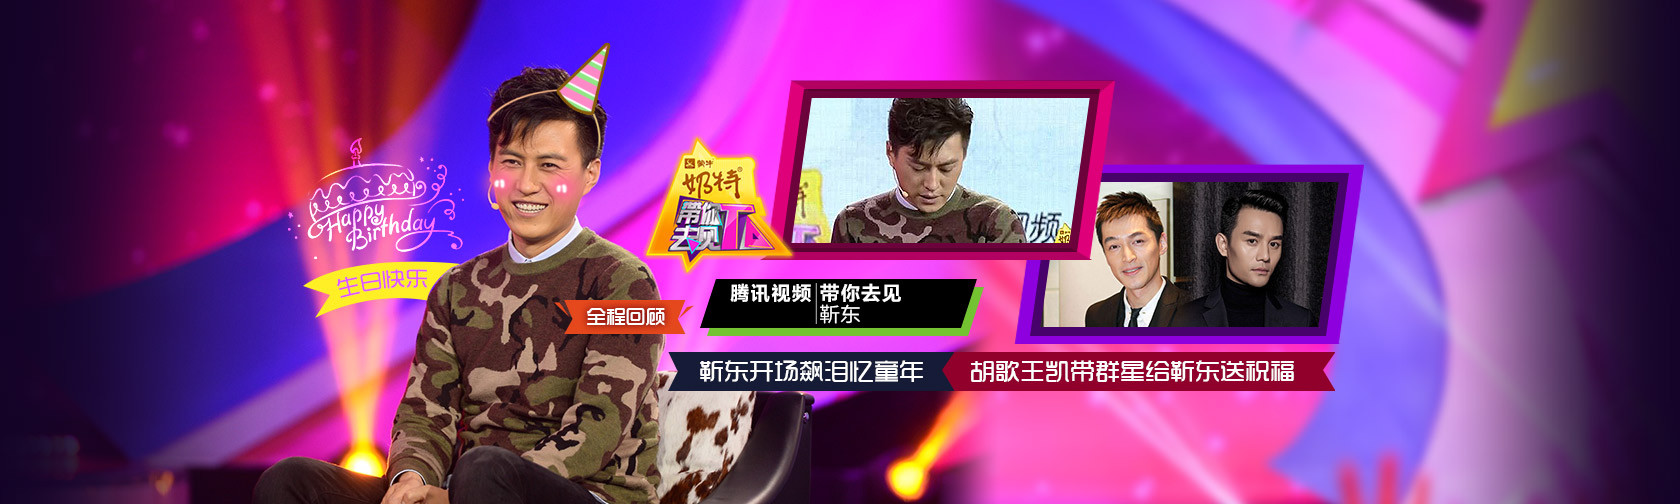 Happy
Birthday
生日快乐
全程回顾
蒙牛
奶特
带你
去见TA
腾讯视频 带你去见
靳东
视频
靳东开场飙泪忆童年
胡歌王凯带群星给靳东送祝福